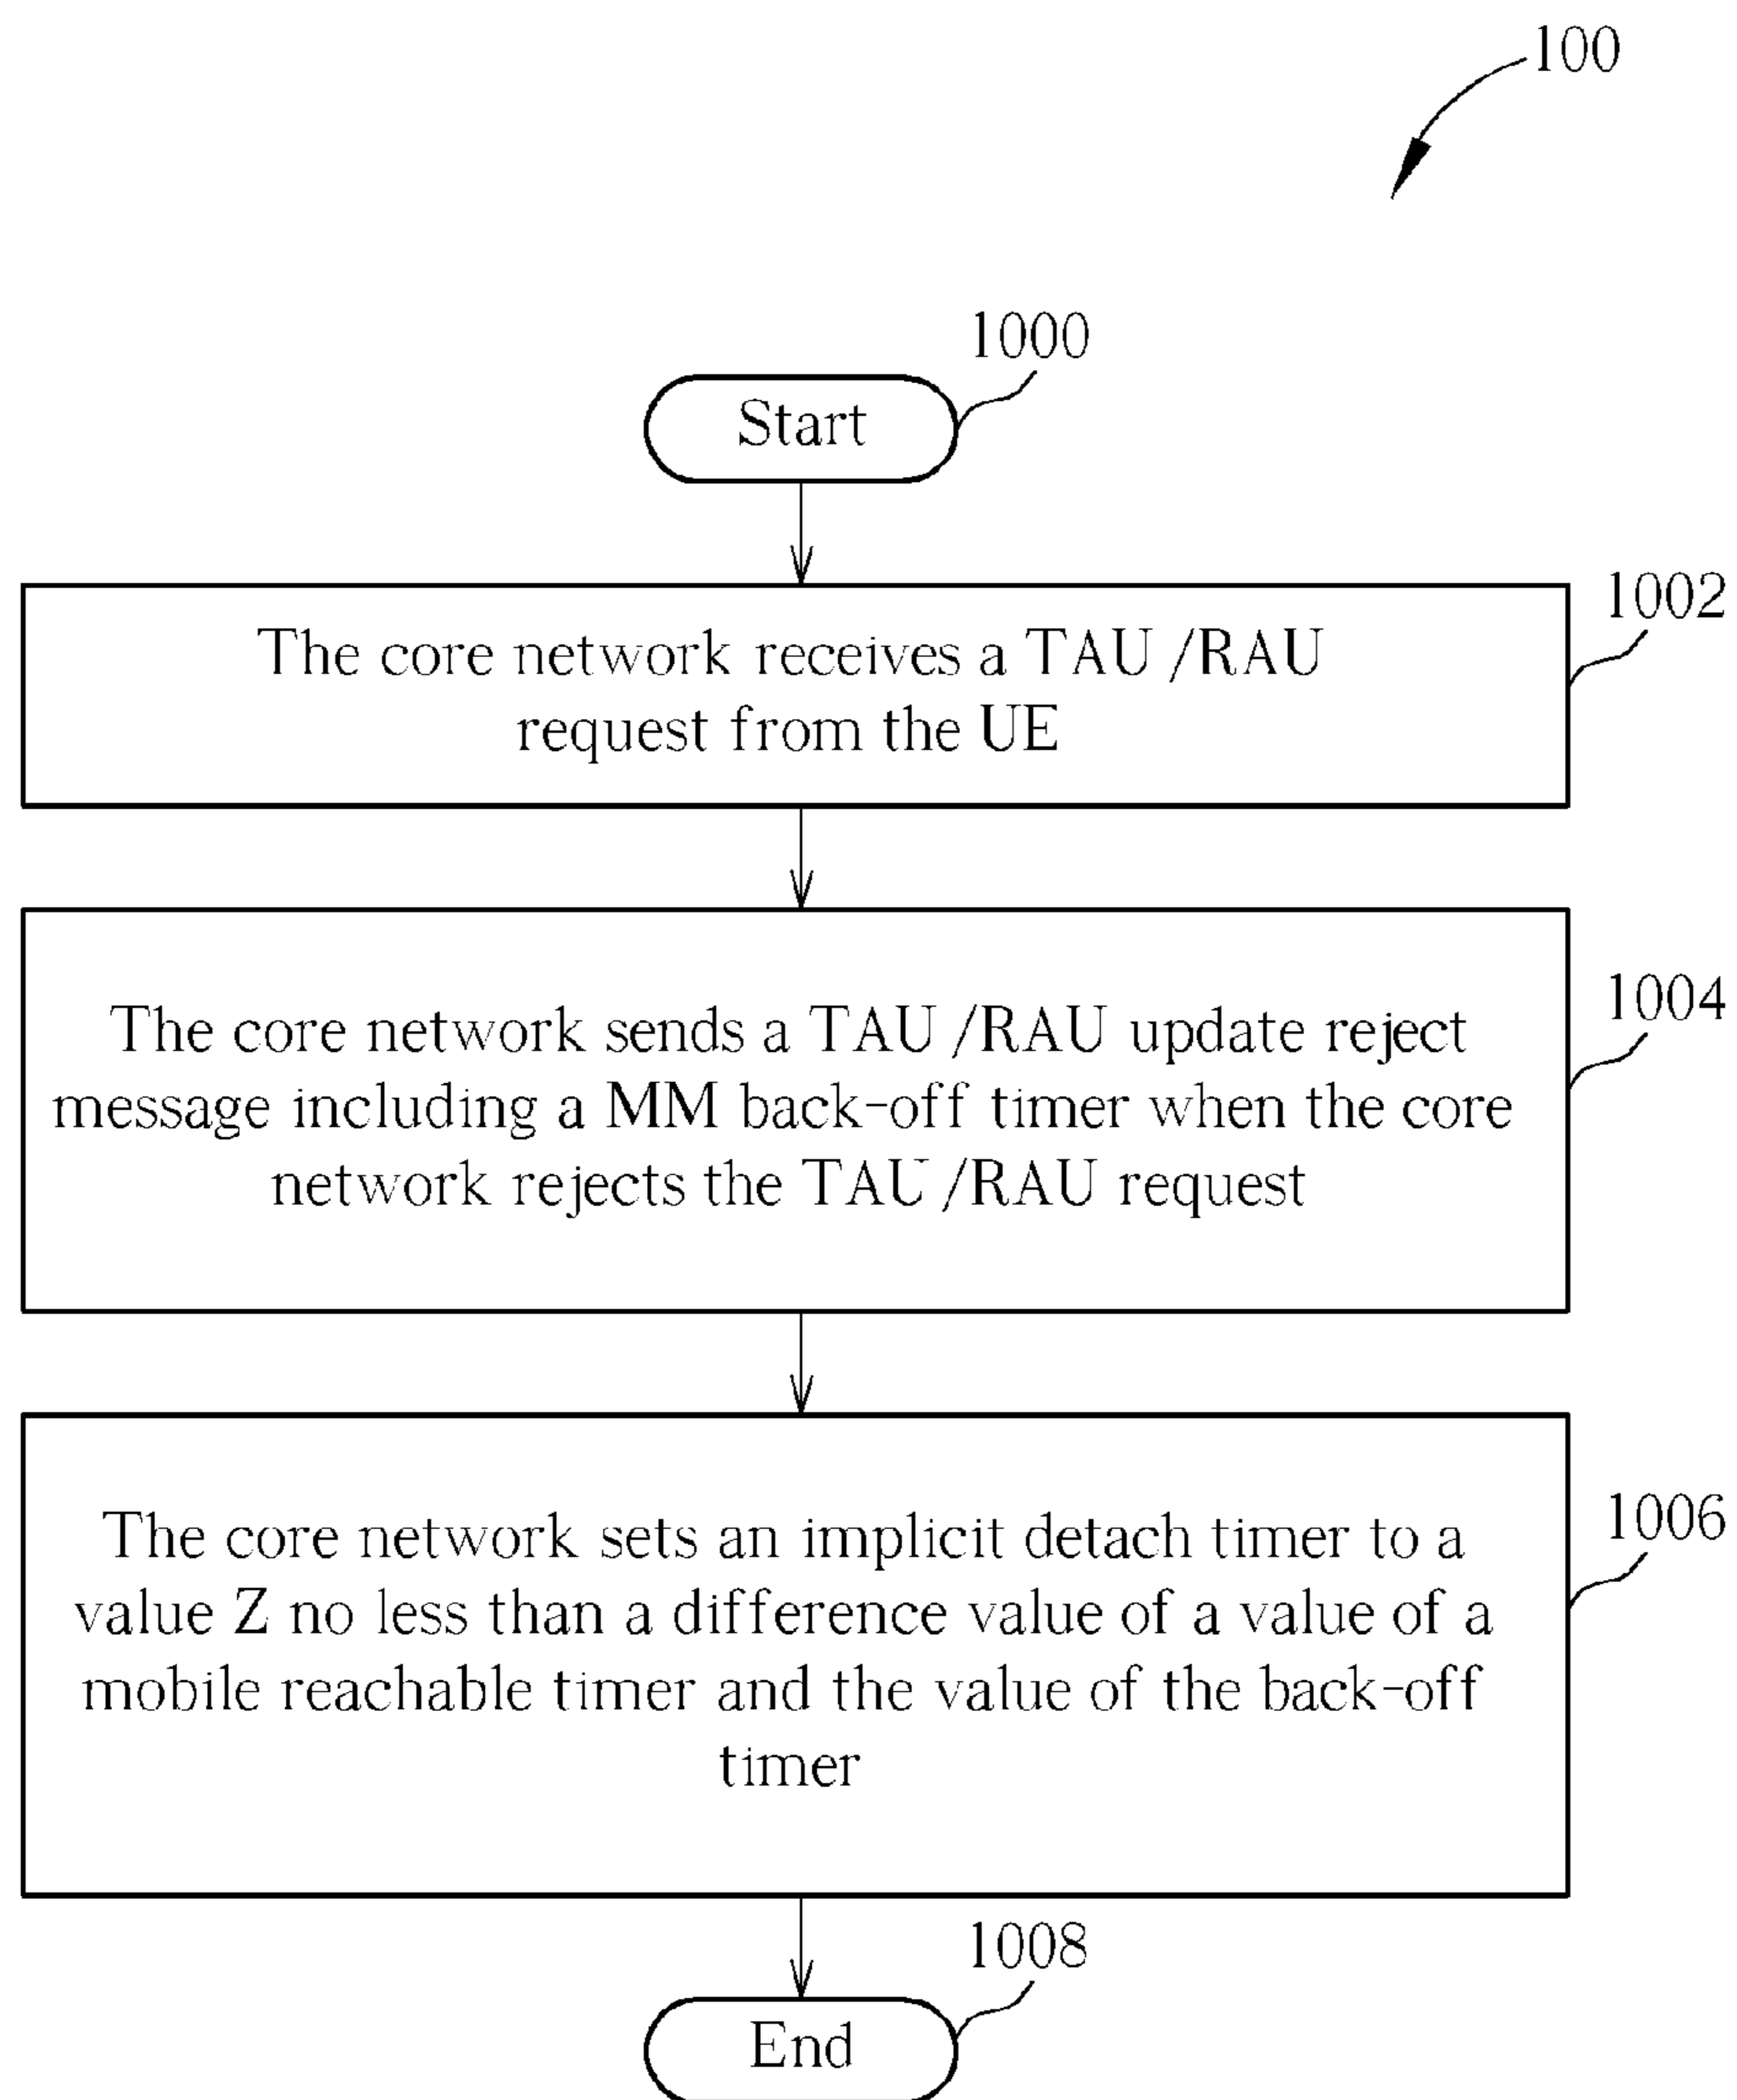 100
1000
Start
1002
The core network receives a TAU/RAU
request from the UE
1004
The core network sends a TAU/RAU update reject
message including a MM back-off timer when the core
network rejects the TAU/RAU request
1006
The core network sets an implicit detach timer to a
value Z no less than a difference value of a value of a
mobile reachable timer and the value of the back-off
timer
1008
End